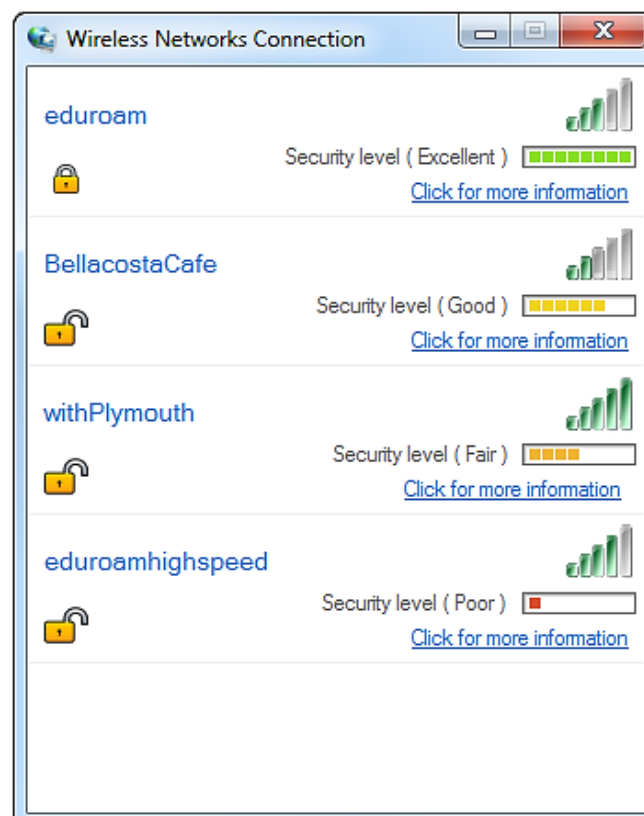 Wireless Networks Connection
eduroam
Security level ( Excellent )
Click for more information
BellacostaCafe
Security level ( Good )
Click for more information
withPlymouth
Security level ( Fair )
Click for more information
eduroamhighspeed
Security level ( Poor )
Click for more information